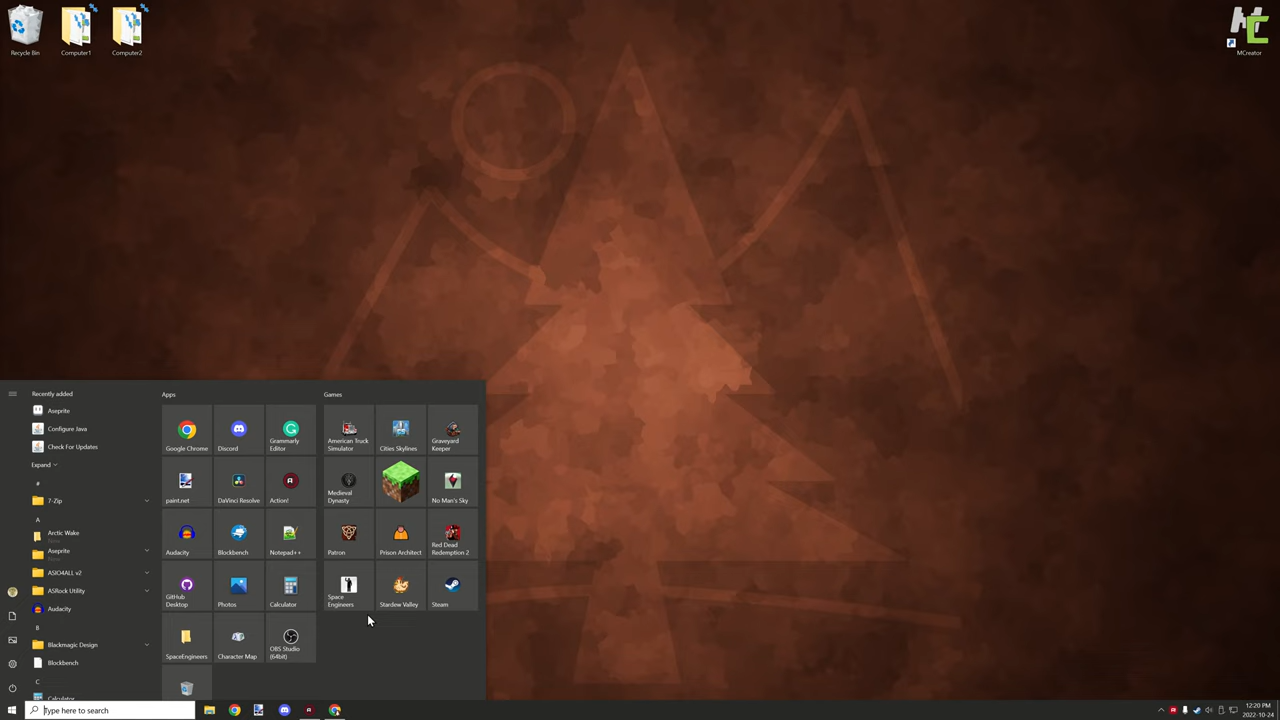 Recycle Bin
Computer1
Computer2
MCreator
Recently added
Aseprite
Configure Java
Check For Updates
Expand
#
7-Zip
A
Arctic Wake
Aseprite
ASIO4ALL v2
ASRock Utility
Audacity
B
Blackmagic Design
Blockbench
C
Calculator
Apps
Google Chrome
Discord
Grammarly
Editor
paint.net
DaVinci Resolve
Action!
Audacity
Blockbench
Notepad++
GitHub
Desktop
Photos
Calculator
SpaceEngineers
Character Map
OBS Studio
(64bit)
Games
American Truck
Simulator
Cities Skylines
Graveyard
Keeper
Medieval
Dynasty
No Man's Sky
Patron
Prison Architect
Red Dead
Redemption 2
Space
Engineers
Stardew Valley
Steam
Type here to search
12:20 PM
2022-10-24